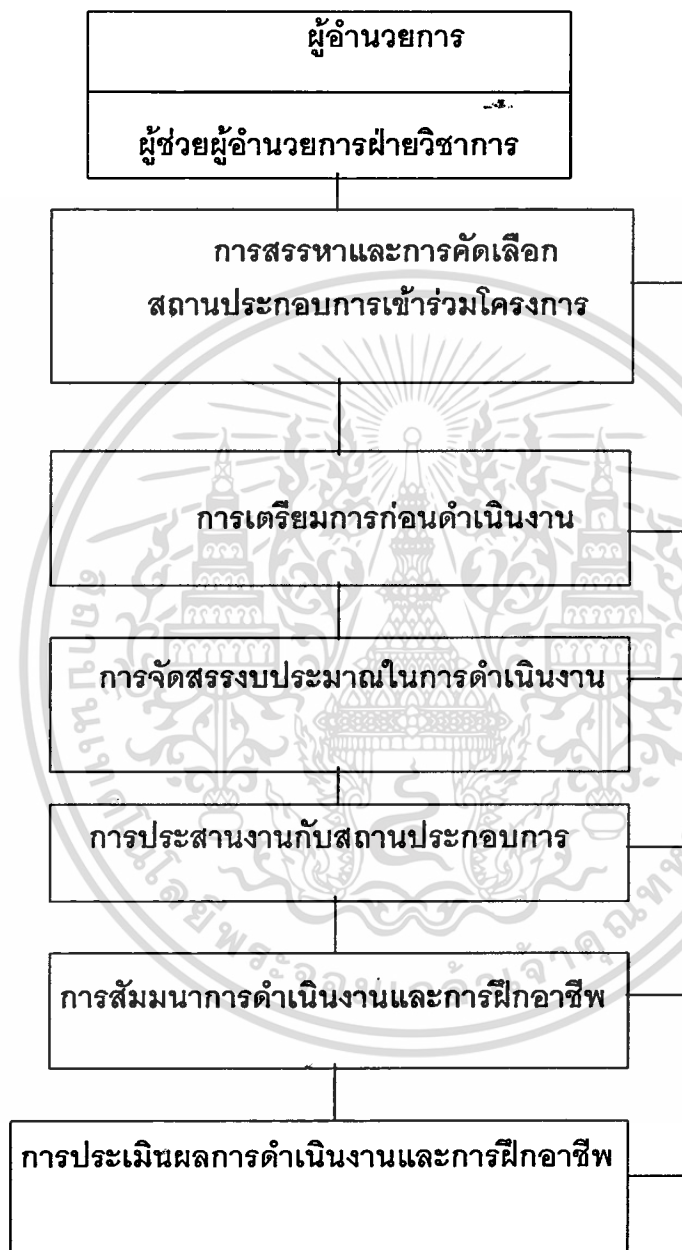 ผู้อำนวยการ
ผู้ช่วยผู้อำนวยการฝ่ายวิชาการ
การสรรหาและการคัดเลือก
สถานประกอบการเข้าร่วมโครงการ
การเตรียมการก่อนดำเนินงาน
การจัดสรรงบประมาณในการดำเนินงาน
การประสานงานกับสถานประกอบการ
การสัมมนาการดำเนินงานและการฝึกอาชีพ
การประเมินผลการดำเนินงานและการฝึกอาชีพ